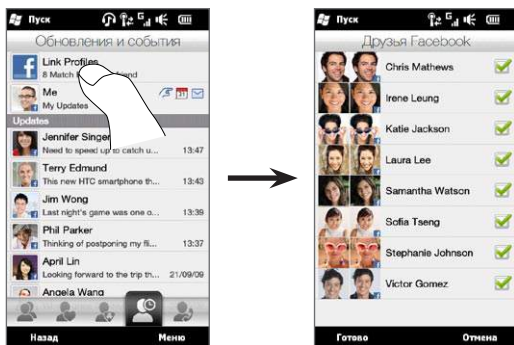 Пуск
Обновления и события
Link Profiles
8 Match
Me
My Updates
Updates
Jennifer Singer
Need to speed up to catch u... 13:47
Terry Edmund
This new HTC smartphone th... 13:43
Jim Wong
Last night's game was one o... 13:39
Phil Parker
Thinking of postponing my fli... 13:37
April Lin
Looking forward to the trip th... 21/09/09
Angela Wang
Назад Меню
Пуск
Друзья Facebook
Chris Mathews
Irene Leung
Katie Jackson
Laura Lee
Samantha Watson
Sofia Tseng
Stephanie Johnson
Victor Gomez
Готово Отмена